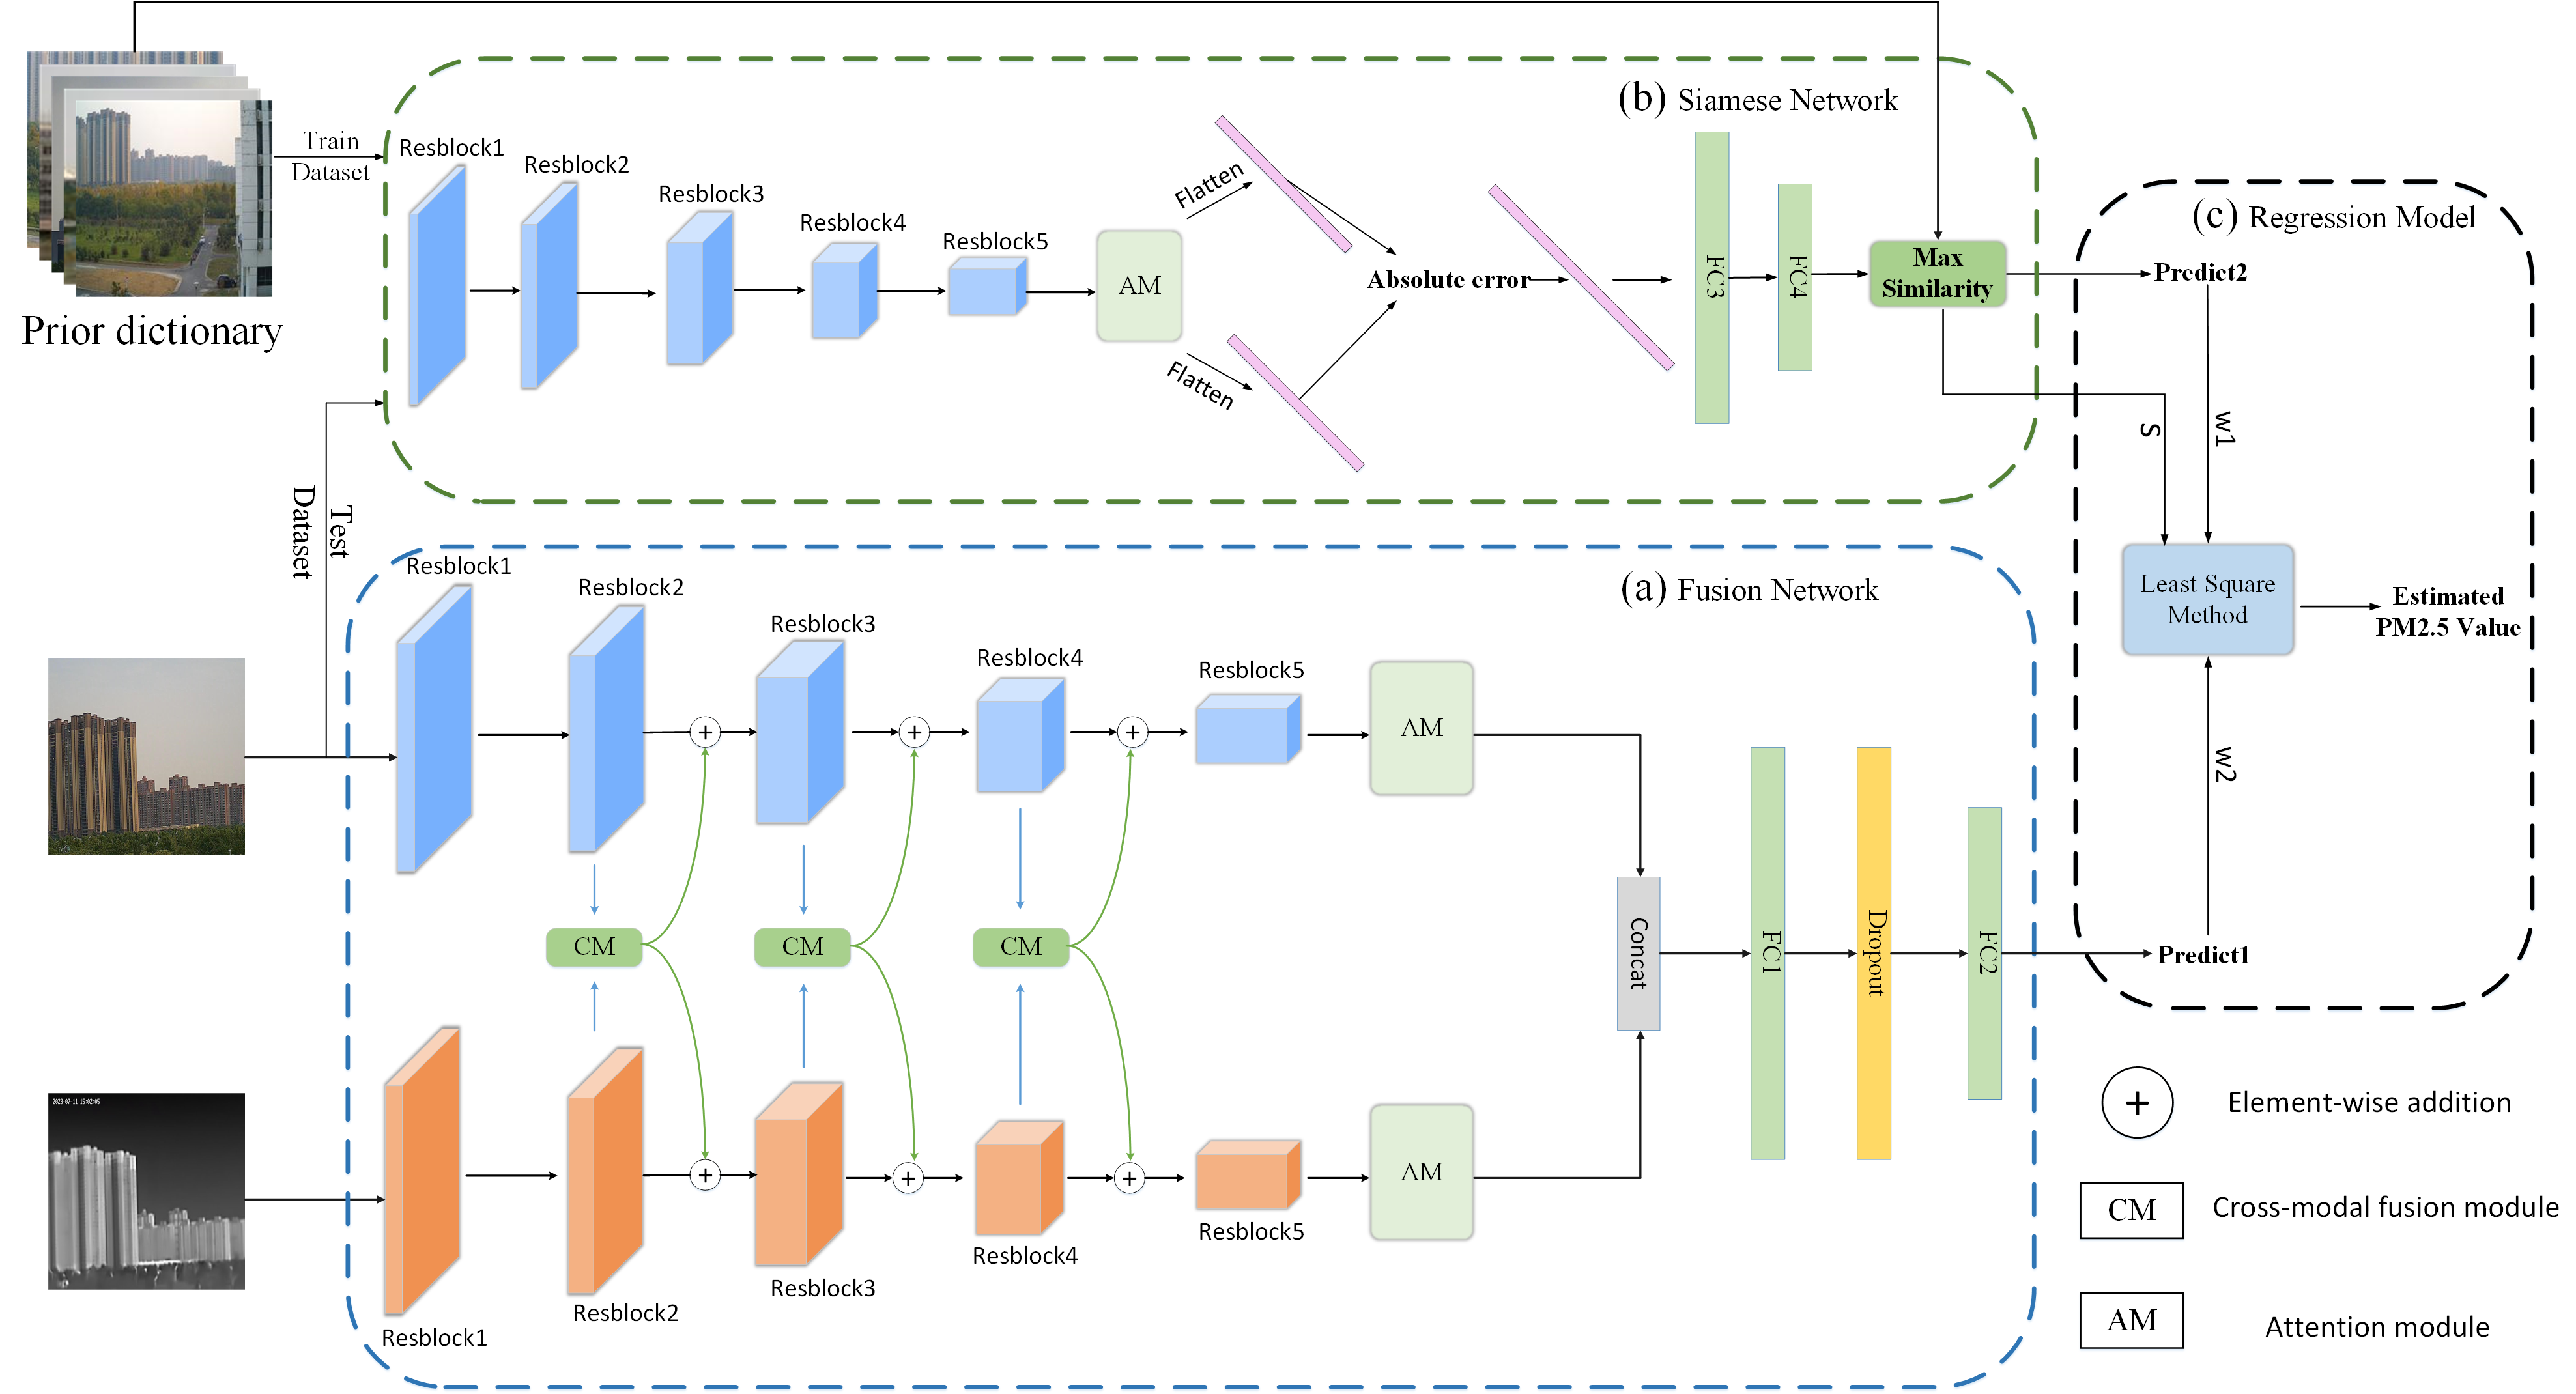 (b) Siamese Network
Train
Dataset
Resblock1
Resblock2
Resblock3
Resblock4
Resblock5
AM
Flatten
Flatten
Absolute error
FC3
FC4
Max
Similarity
Prior dictionary
(c) Regression Model
Predict2
S
w1
Least Square
Method
Estimated
PM2.5 Value
w2
Predict1
Test
Dataset
(a) Fusion Network
Resblock1
Resblock2
Resblock3
Resblock4
Resblock5
AM
CM
CM
CM
Concat
FC1
Dropout
FC2
2023-07-11 15:02:05
Resblock1
Resblock2
Resblock3
Resblock4
Resblock5
AM
+ Element-wise addition
CM Cross-modal fusion module
AM Attention module